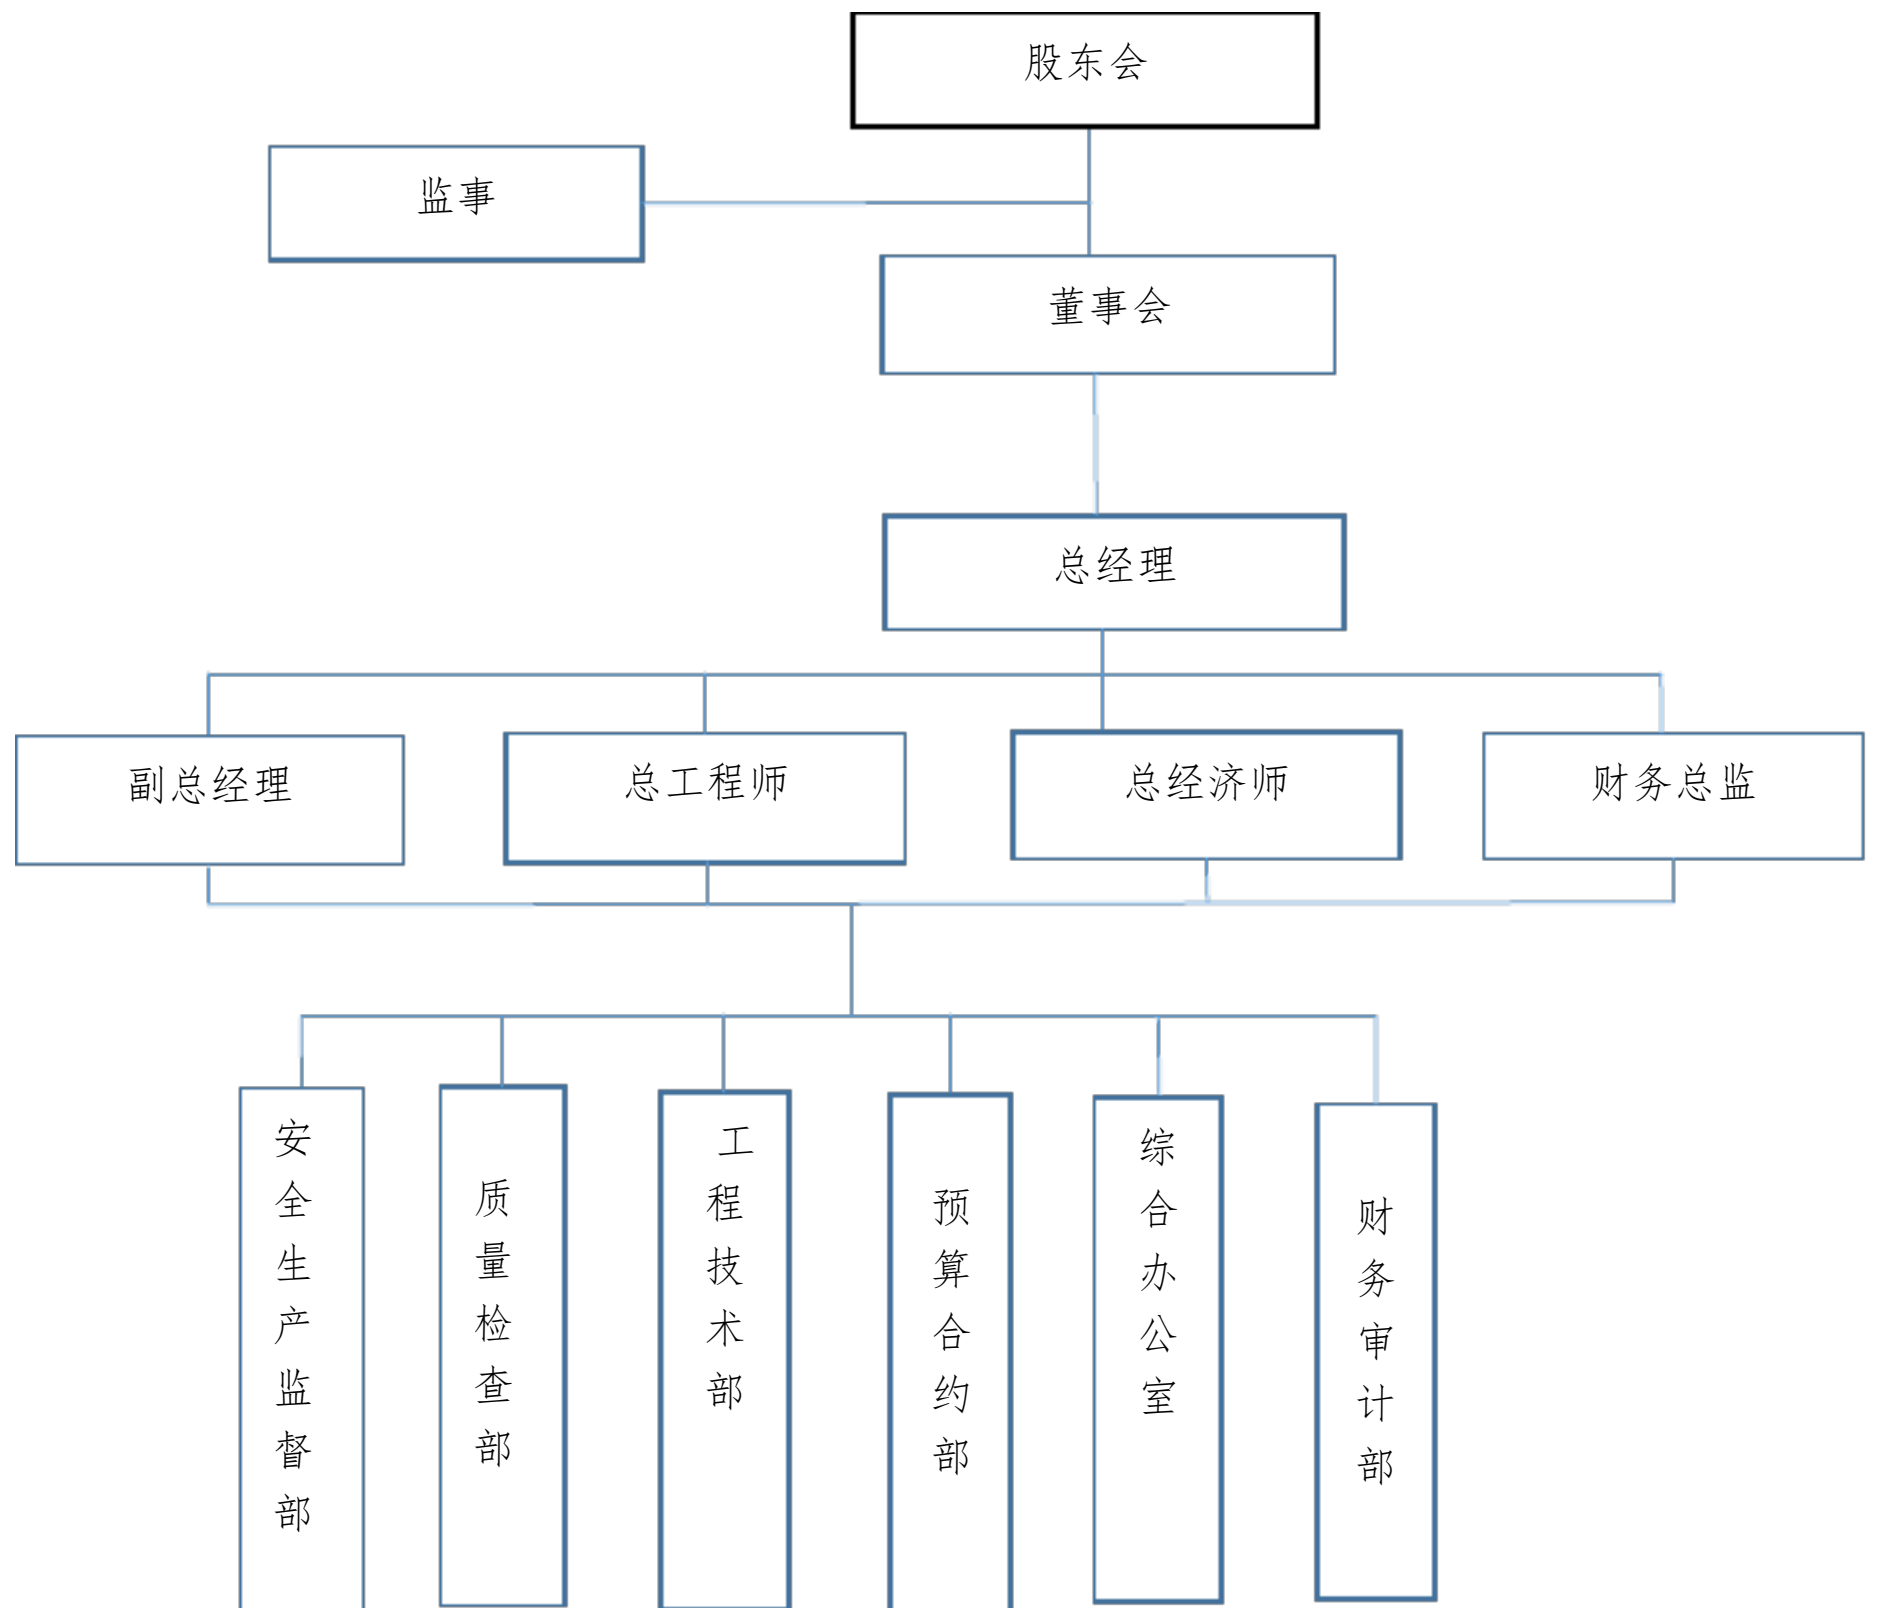 股东会
监事
董事会
总经理
副总经理
总工程师
总经济师
财务总监
安全生产监督部
质量检查部
工程技术部
预算合约部
综合办公室
财务审计部